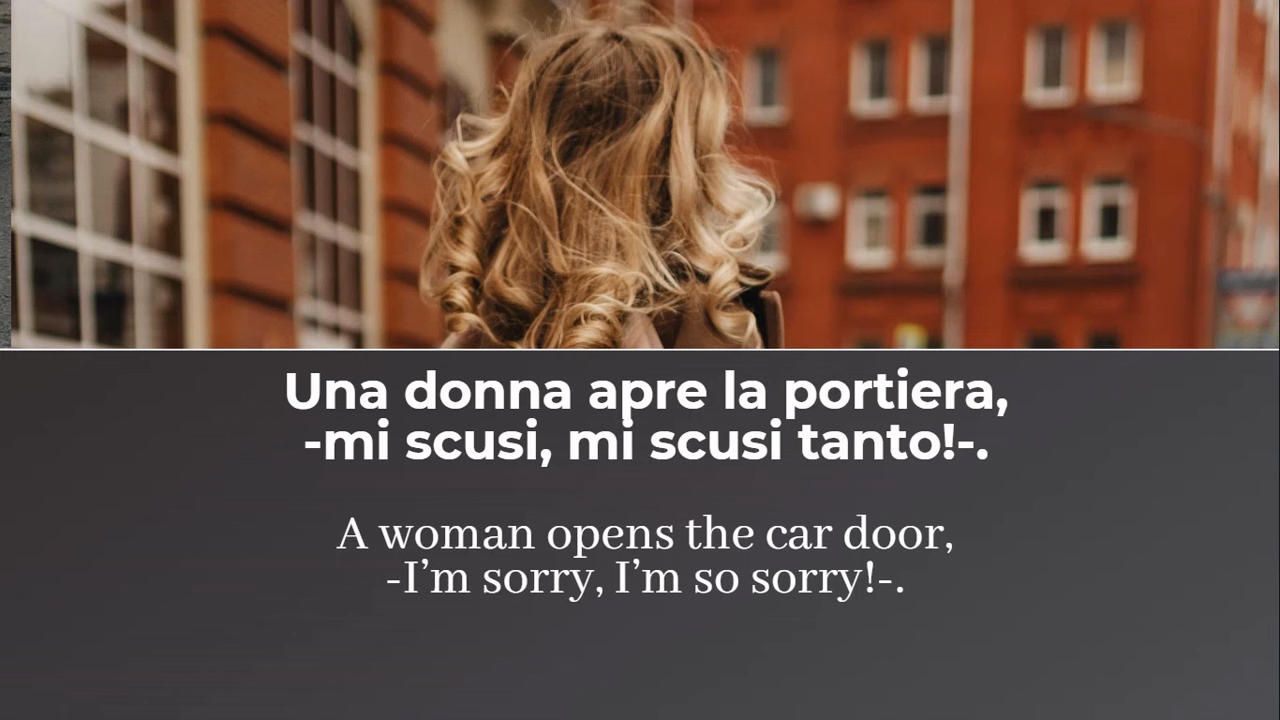 Una donna apre la portiera,
-mi scusi, mi scusi tanto!-.
A woman opens the car door,
-I’m sorry, I’m so sorry!-.